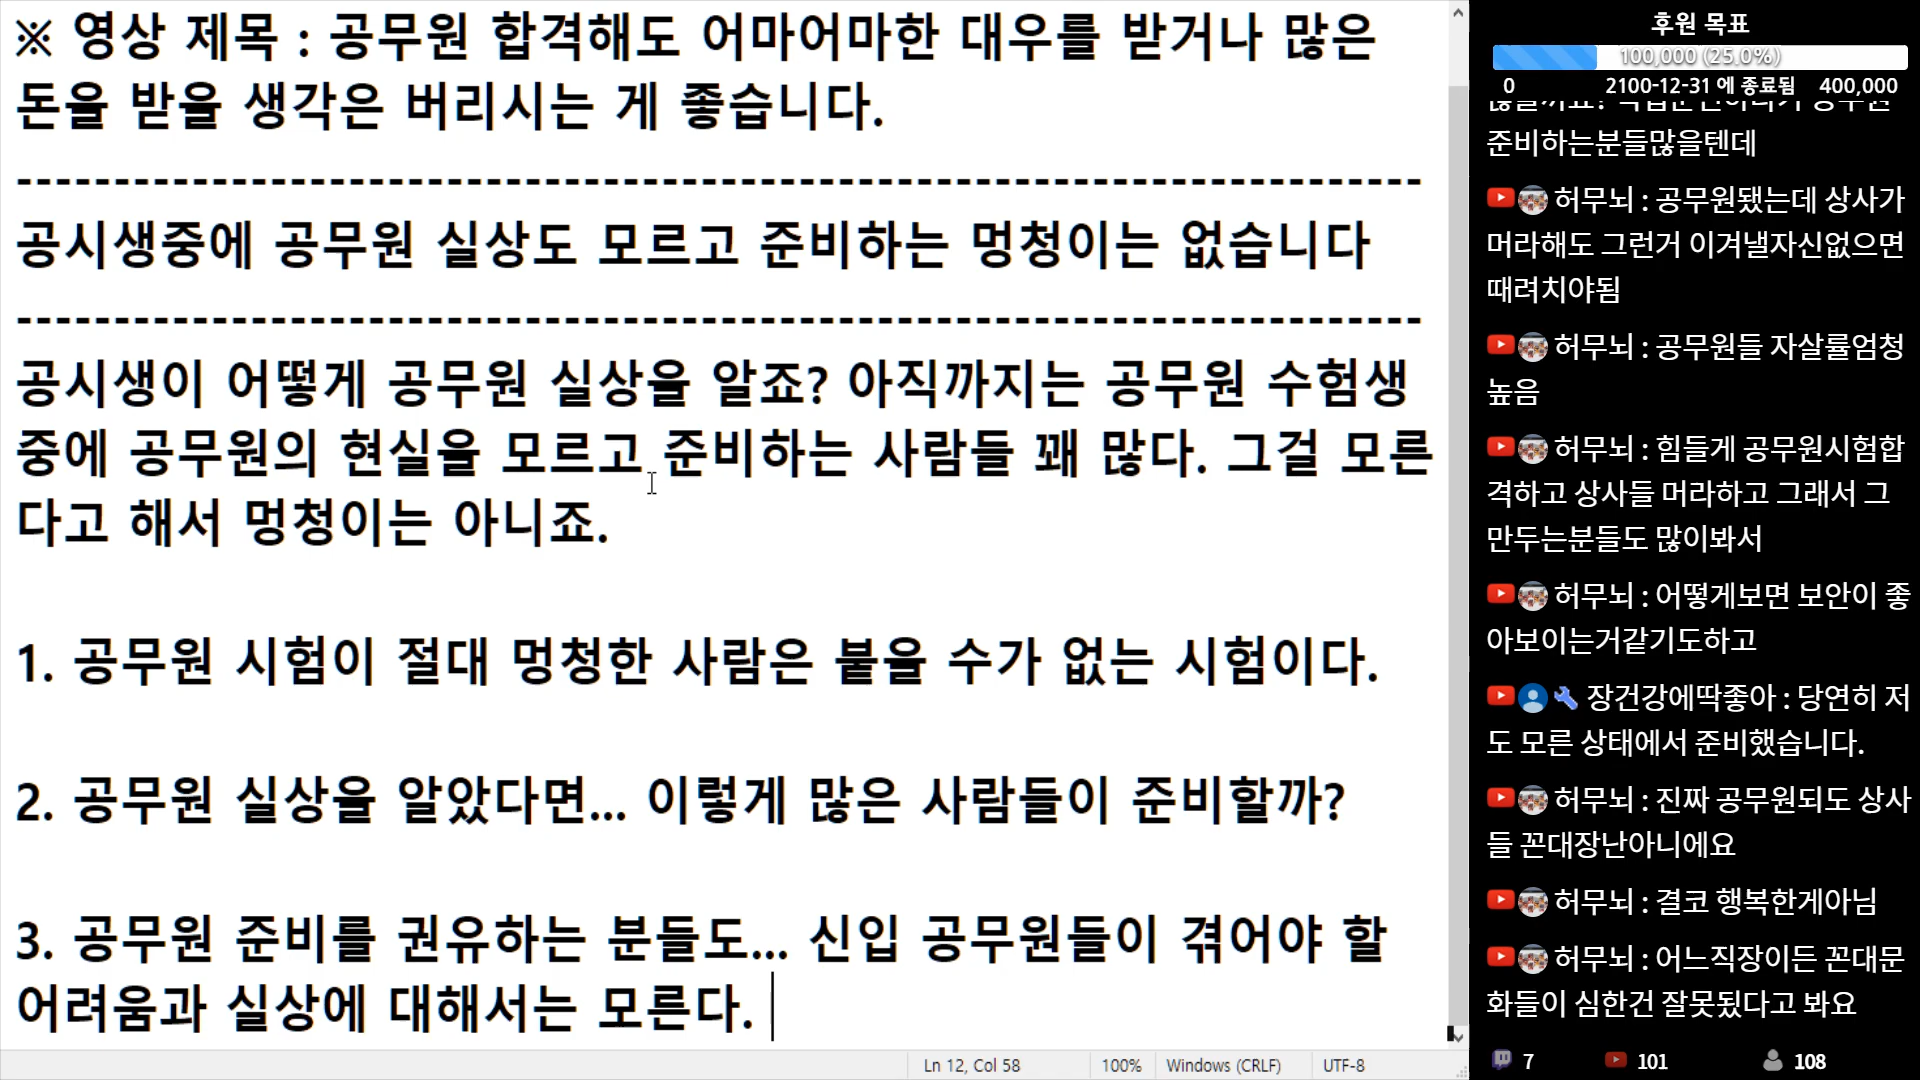 ※ 영상 제목 : 공무원 합격해도 어마어마한 대우를 받거나 많은
돈을 받을 생각은 버리시는 게 좋습니다.
--------------------------------------------------------------------------------
공시생중에 공무원 실상도 모르고 준비하는 멍청이는 없습니다
--------------------------------------------------------------------------------
공시생이 어떻게 공무원 실상을 알죠? 아직까지는 공무원 수험생
중에 공무원의 현실을 모르고 준비하는 사람들 꽤 많다. 그걸 모른
다고 해서 멍청이는 아니죠.
1. 공무원 시험이 절대 멍청한 사람은 붙을 수가 없는 시험이다.
2. 공무원 실상을 알았다면... 이렇게 많은 사람들이 준비할까?
3. 공무원 준비를 권유하는 분들도... 신입 공무원들이 겪어야 할
어려움과 실상에 대해서는 모른다.
Ln 12, Col 58
100%
Windows (CRLF)
UTF-8
후원 목표
100,000 (25.0%)
0
2100-12-31 에 종료됨
400,000
준비하는분들많을텐데
허무뇌 : 공무원됐는데 상사가
머라해도 그런거 이겨낼자신없으면
때려치야됨
허무뇌 : 공무원들 자살률엄청
높음
허무뇌 : 힘들게 공무원시험합
격하고 상사들 머라하고 그래서 그
만두는분들도 많이봐서
허무뇌 : 어떻게보면 보안이 좋
아보이는거같기도하고
장건강에딱좋아 : 당연히 저
도 모른 상태에서 준비했습니다.
허무뇌 : 진짜 공무원되도 상사
들 꼰대장난아니에요
허무뇌 : 결코 행복한게아님
허무뇌 : 어느직장이든 꼰대문
화들이 심한건 잘못됐다고 봐요
7
101
108